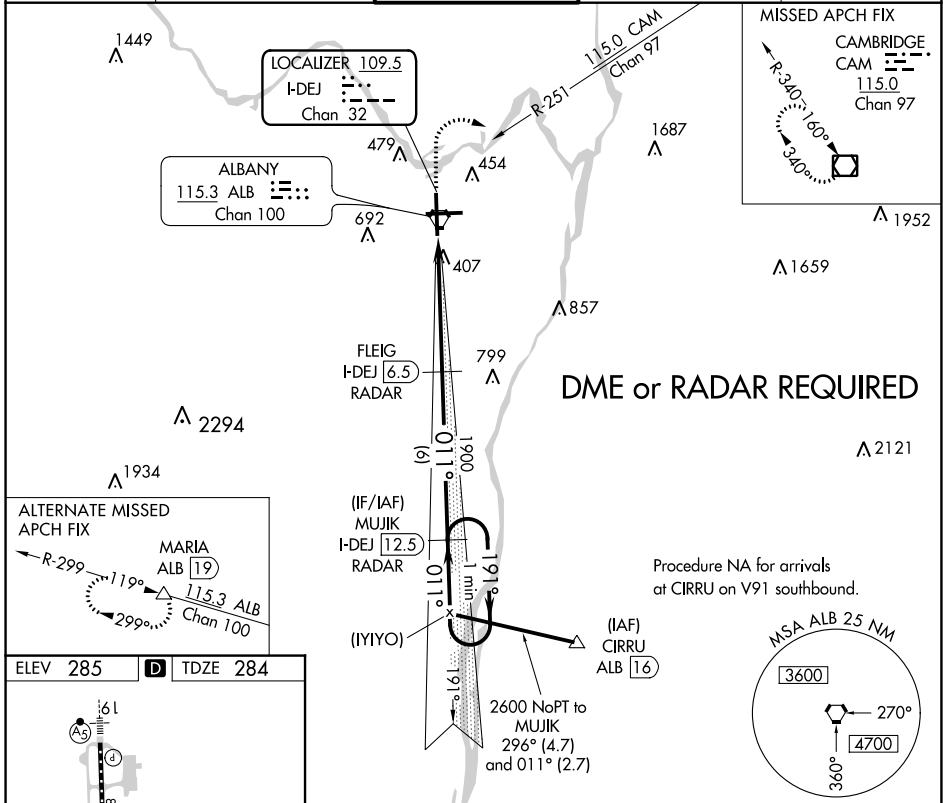 1449
LOCALIZER 109.5
I-DEJ
Chan 32
115.0 CAM
Chan 97
R-251
MISSED APCH FIX
CAMBRIDGE
CAM
115.0
Chan 97
R-340
160°
340°
479
454
1687
ALBANY
115.3 ALB
Chan 100
692
407
1952
1659
857
FLEIG
I-DEJ 6.5
RADAR
799
DME or RADAR REQUIRED
2294
011°
(6)
1900
2121
1934
ALTERNATE MISSED
APCH FIX
MARIA
ALB 19
R-299
119°
299°
115.3 ALB
Chan 100
(IF/IAF)
MUJIK
I-DEJ 12.5
RADAR
011°
1 min
191°
(IYIYO)
191°
(IAF)
CIRRU
ALB 16
2600 NoPT to
MUJIK
296° (4.7)
and 011° (2.7)
Procedure NA for arrivals
at CIRRU on V91 southbound.
MSA ALB 25 NM
3600
270°
4700
360°
ELEV 285 D TDZE 284
19
A5
P